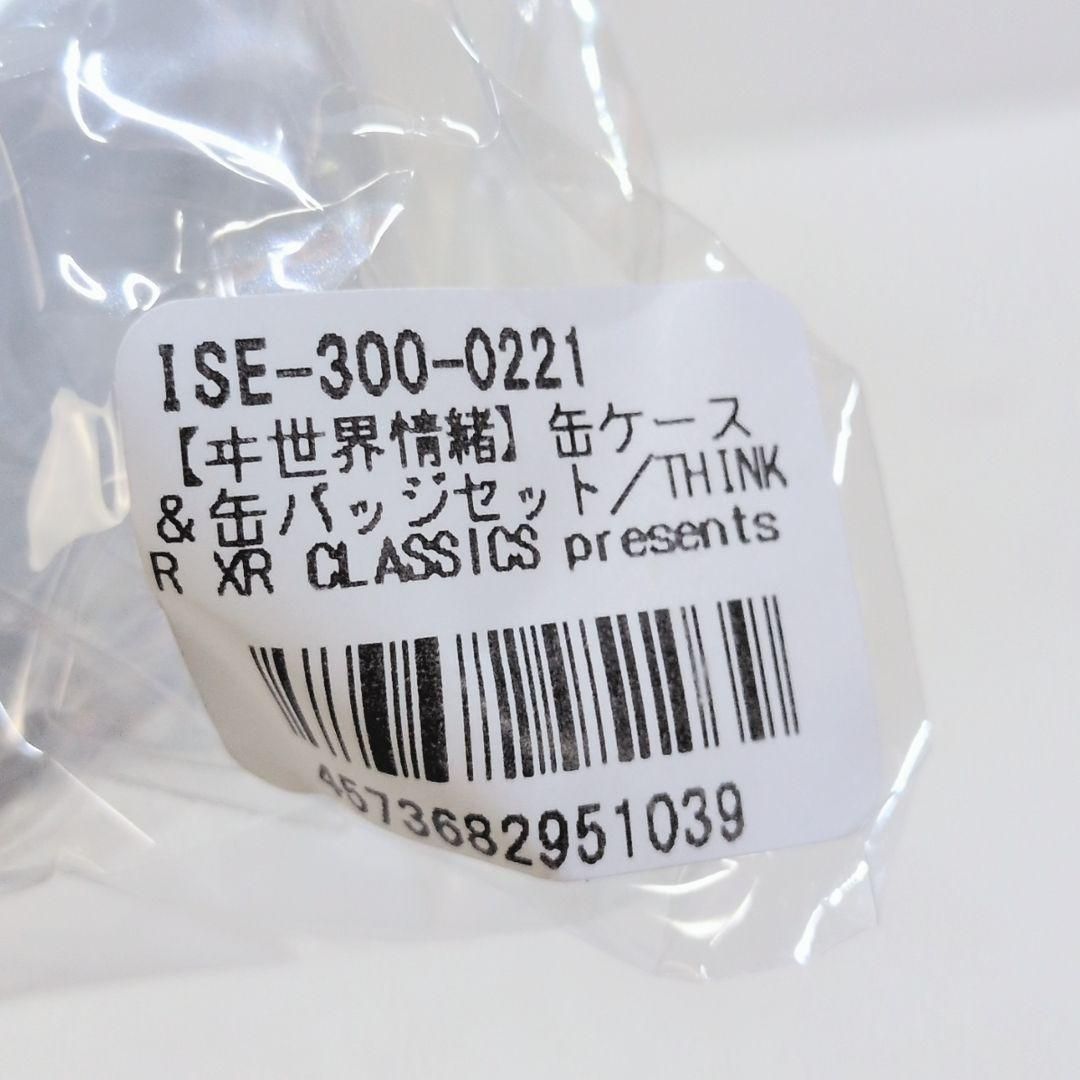 ISE-300-0221
【ヰ世界情緒】缶ケース
&缶バッジセット/THINK
R XR CLASSICS presents
4573682951039